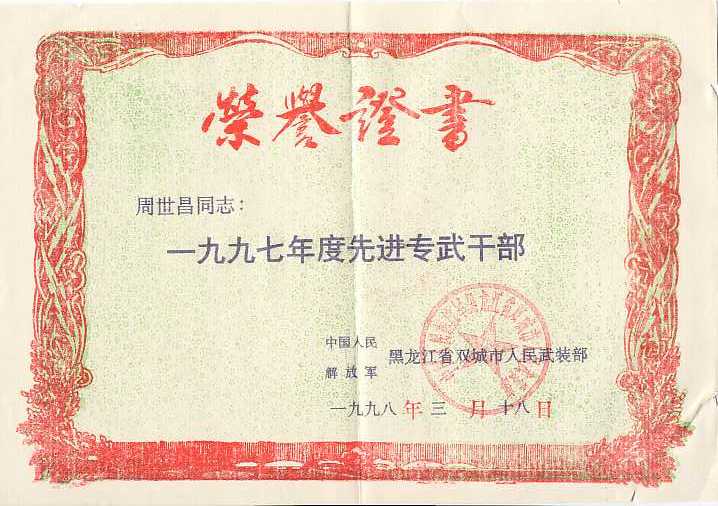 榮譽證書
周世昌同志：
一九九七年度先进专武干部
中国人民
解放军
黑龙江省双城市人民武装部
一九九八年三月十八日